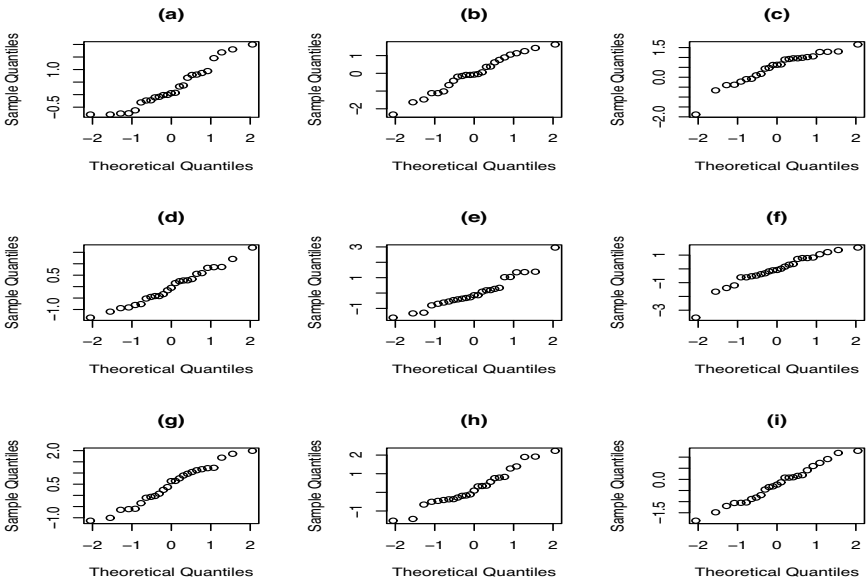 (a)
Sample Quantiles
1.0
-0.5
-2 -1 0 1 2
Theoretical Quantiles
(b)
Sample Quantiles
1
0
-2
-2 -1 0 1 2
Theoretical Quantiles
(c)
Sample Quantiles
1.5
0.0
-2.0
-2 -1 0 1 2
Theoretical Quantiles
(d)
Sample Quantiles
0.5
-1.0
-2 -1 0 1 2
Theoretical Quantiles
(e)
Sample Quantiles
3
1
-1
-2 -1 0 1 2
Theoretical Quantiles
(f)
Sample Quantiles
1
-1
-3
-2 -1 0 1 2
Theoretical Quantiles
(g)
Sample Quantiles
2.0
0.5
-1.0
-2 -1 0 1 2
Theoretical Quantiles
(h)
Sample Quantiles
2
1
0
-1
-2 -1 0 1 2
Theoretical Quantiles
(i)
Sample Quantiles
0.0
-1.5
-2 -1 0 1 2
Theoretical Quantiles